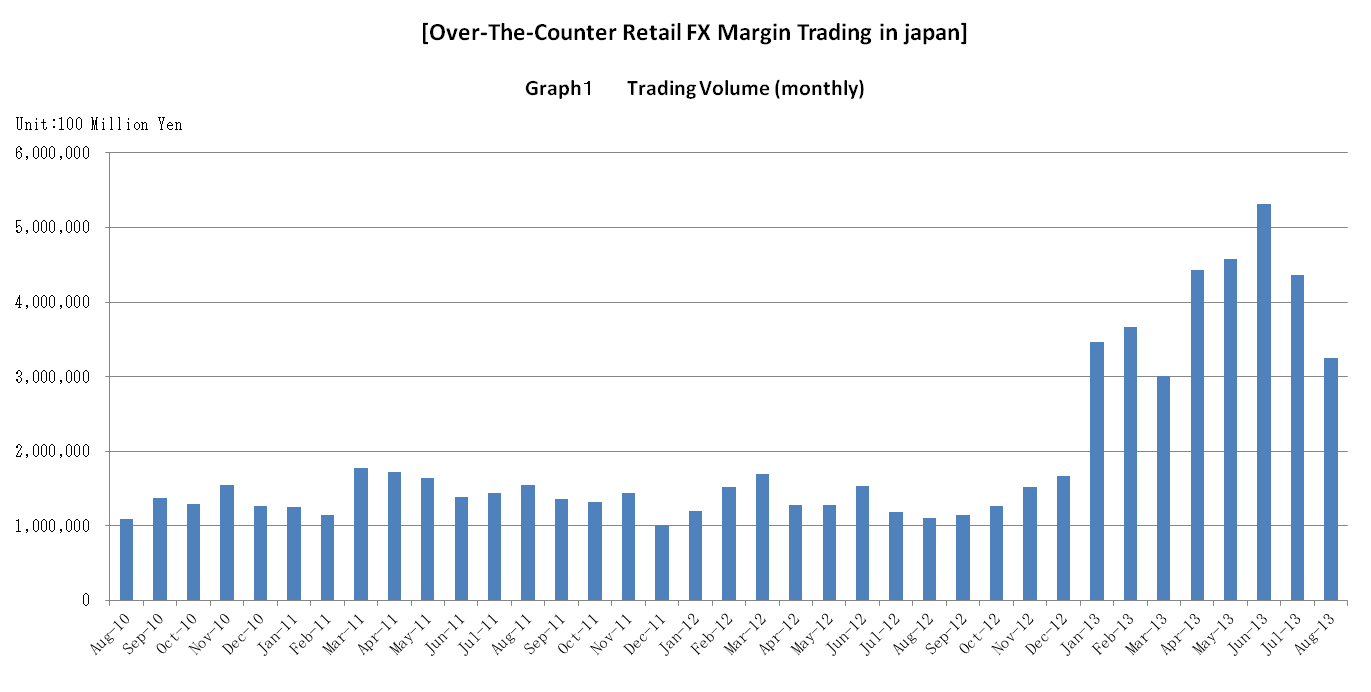 [Over-The-Counter Retail FX Margin Trading in japan]
Graph1 Trading Volume (monthly)
Unit:100 Million Yen
6,000,000
5,000,000
4,000,000
3,000,000
2,000,000
1,000,000
0
Aug-10
Sep-10
Oct-10
Nov-10
Dec-10
Jan-11
Feb-11
Mar-11
Apr-11
May-11
Jun-11
Jul-11
Aug-11
Sep-11
Oct-11
Nov-11
Dec-11
Jan-12
Feb-12
Mar-12
Apr-12
May-12
Jun-12
Jul-12
Aug-12
Sep-12
Oct-12
Nov-12
Dec-12
Jan-13
Feb-13
Mar-13
Apr-13
May-13
Jun-13
Jul-13
Aug-13